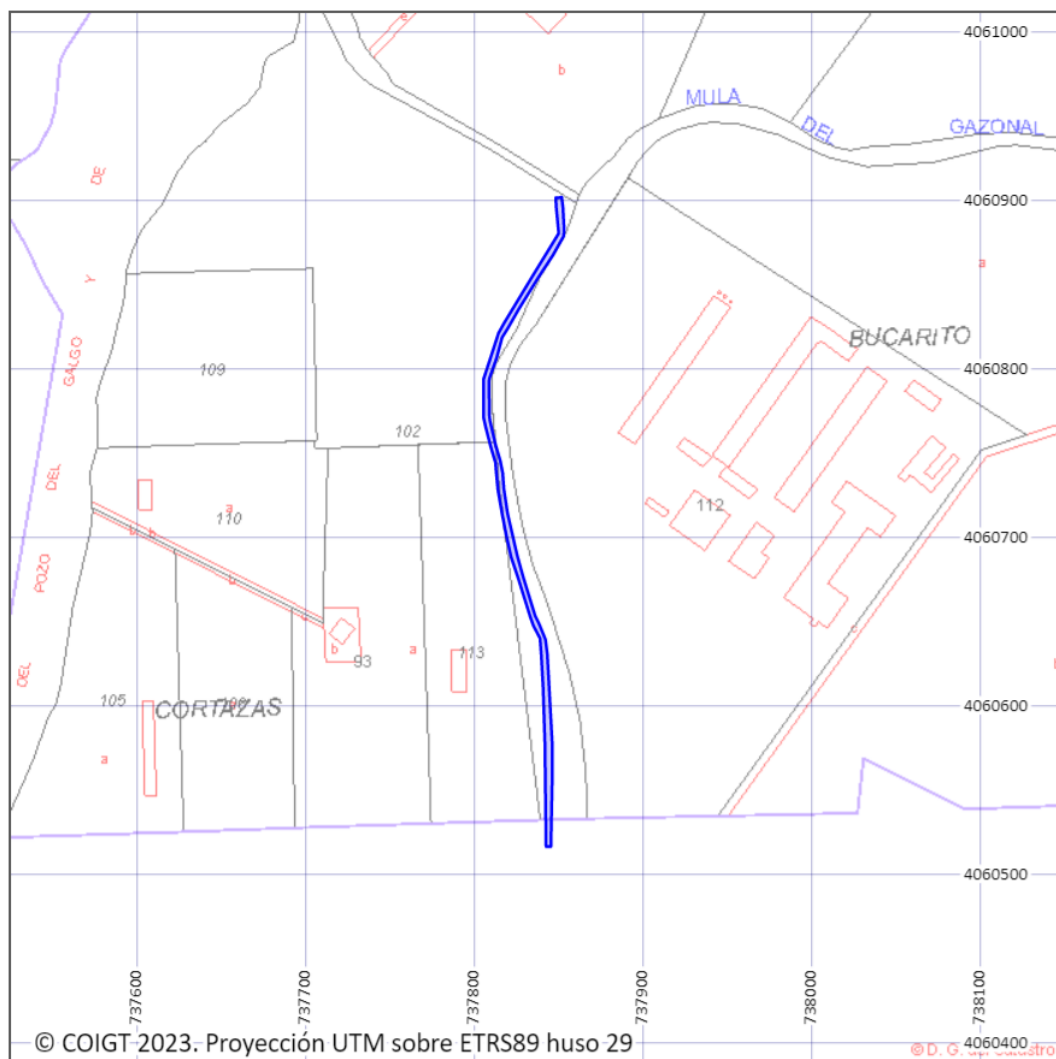 e
4061000
b
MULA
DEL
GAZONAL
DE
4060900
Y
a
BUCARITO
GALGO
109
4060800
102
DEL
a
110
112
b
b
4060700
POZO
b
c
b
93
a
113
DEL
105
CORTAZAS
4060600
a
4060500
737600
737700
737800
737900
738000
738100
© COIGT 2023. Proyección UTM sobre ETRS89 huso 29
4060400
© D. G. del Catastro